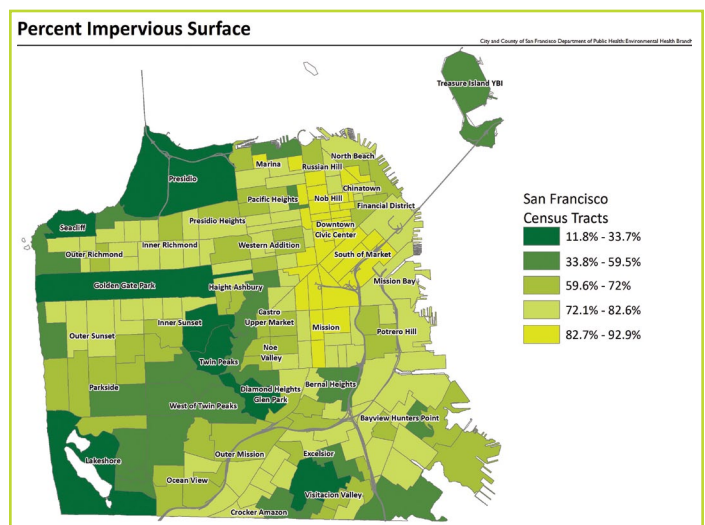 Percent Impervious Surface
City and County of San Francisco Department of Public Health/Environmental Health Branch
Treasure Island YBI
North Beach
Marina
Russian Hill
Presidio
Chinatown
Pacific Heights
Nob Hill
Financial District
San Francisco
Census Tracts
11.8% - 33.7%
33.8% - 59.5%
59.6% - 72%
72.1% - 82.6%
82.7% - 92.9%
Seacliff
Presidio Heights
Downtown
Civic Center
Outer Richmond
Inner Richmond
Western Addition
South of Market
Golden Gate Park
Haight Ashbury
Mission Bay
Castro
Upper Market
Inner Sunset
Outer Sunset
Mission
Potrero Hill
Noe
Valley
Twin Peaks
Parkside
Diamond Heights
Glen Park
Bernal Heights
West of Twin Peaks
Bayview Hunters Point
Lakeshore
Outer Mission
Excelsior
Ocean View
Visitacion Valley
Crocker Amazon